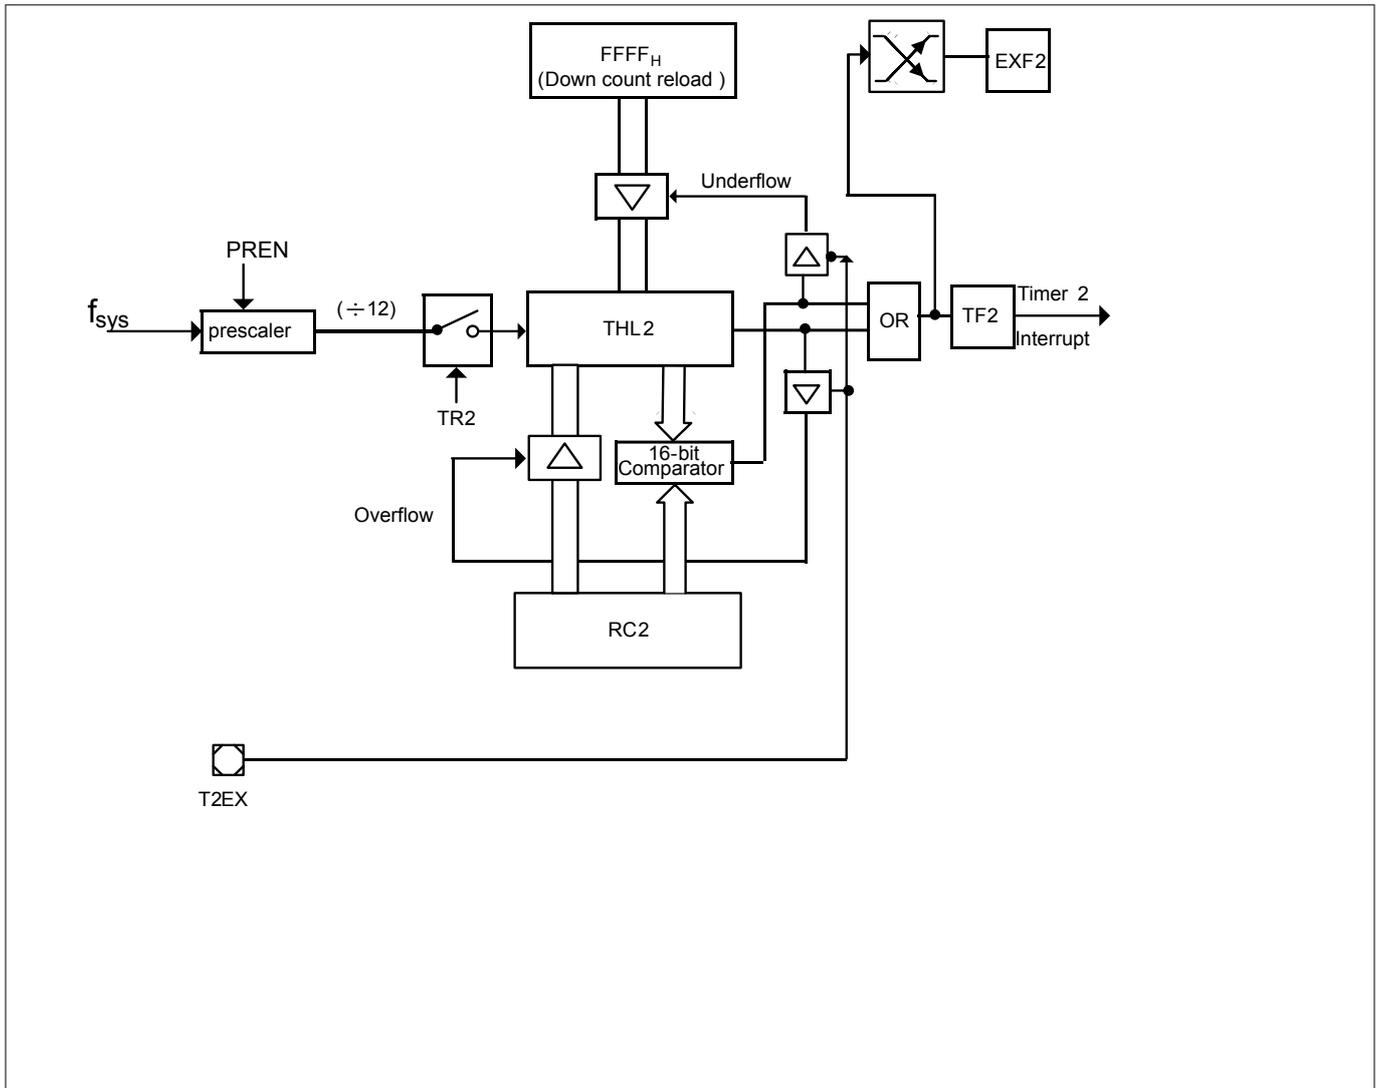 FFFFH
(Down count reload )
EXF2
Underflow
PREN
fsys
prescaler
(÷12)
THL2
OR
TF2
Timer 2
Interrupt
TR2
16-bit
Comparator
Overflow
RC2
T2EX